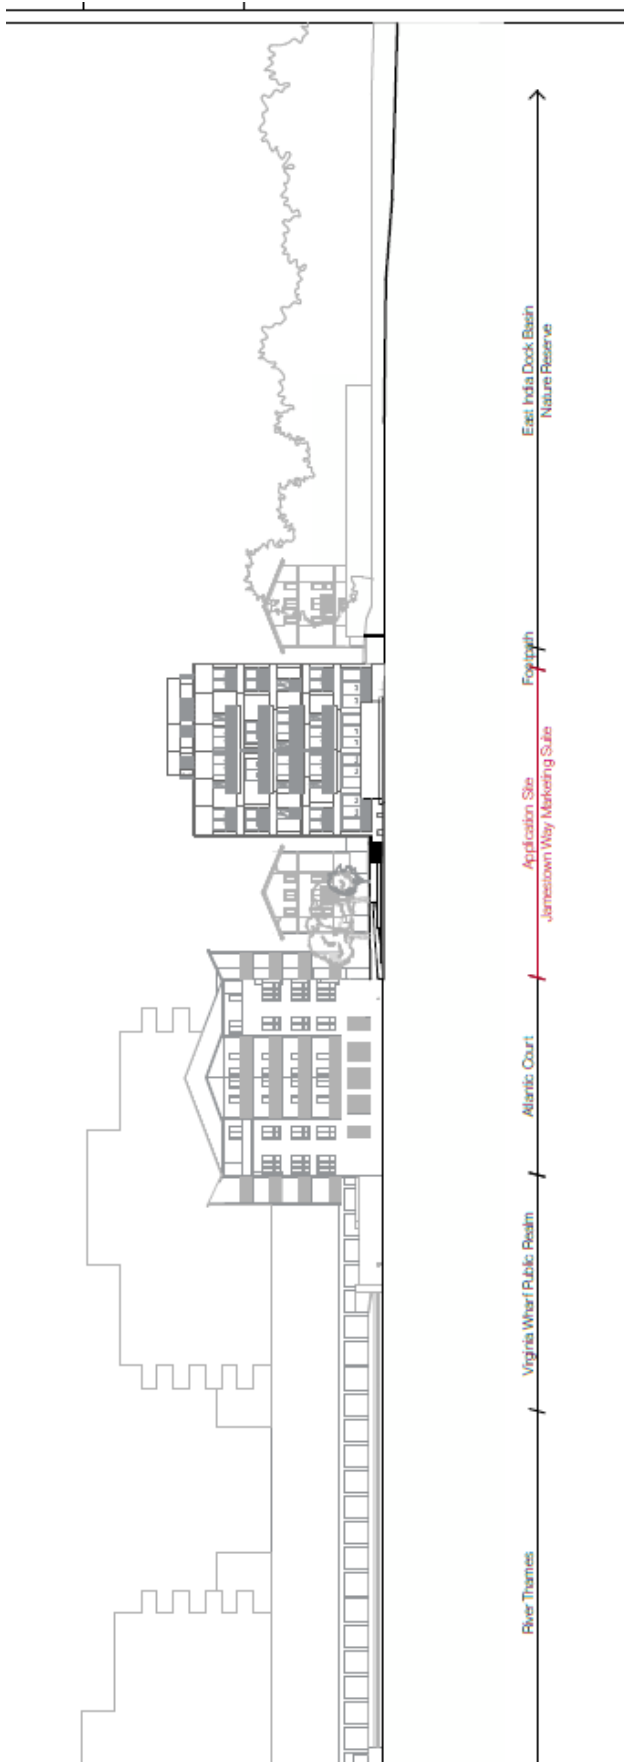 River Thames
Virginia Wharf Public Realm
Atlantic Court
Application Site
Jamestown Way Marketing Suite
Footpath
East India Dock Basin
Nature Reserve